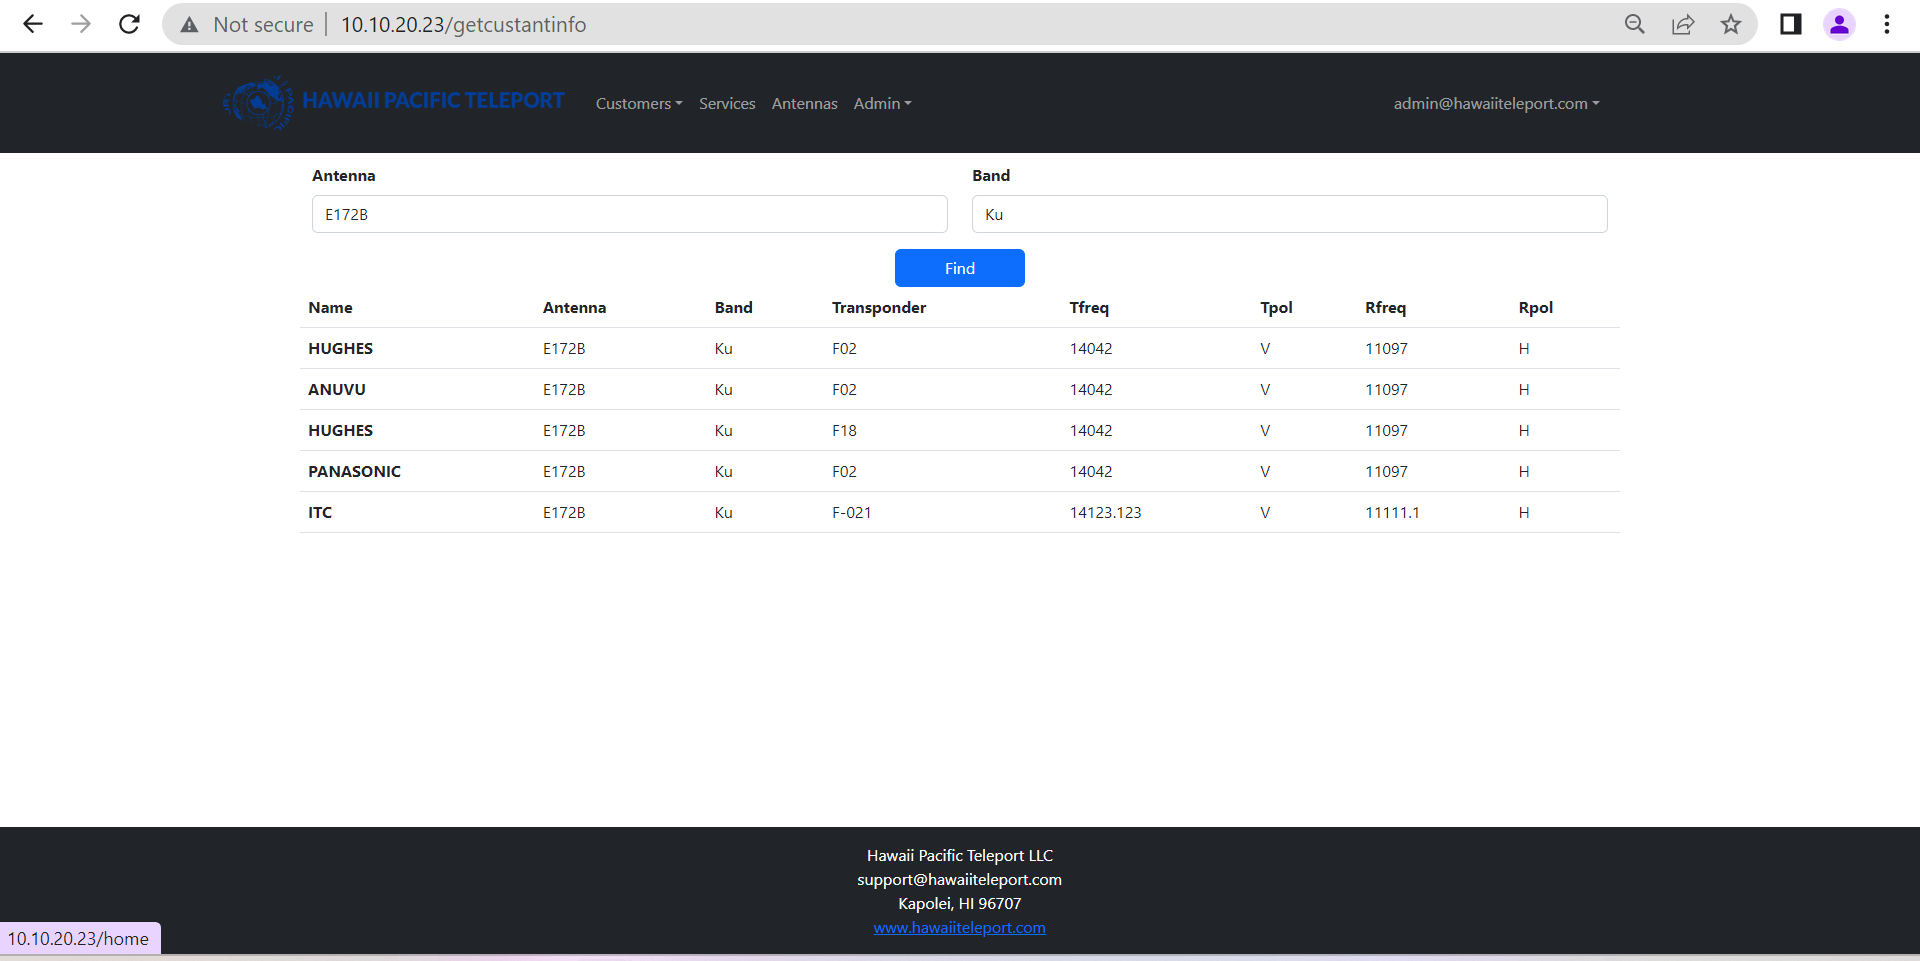 Not secure | 10.10.20.23/getcustantinfo
HAWAII PACIFIC TELEPORT Customers Services Antennas Admin admin@hawaiiteleport.com
PACIFIC
Antenna Band
E172B Ku
Find
Name Antenna Band Transponder Tfreq Tpol Rfreq Rpol
HUGHES E172B Ku F02 14042 V 11097 H
ANUVU E172B Ku F02 14042 V 11097 H
HUGHES E172B Ku F18 14042 V 11097 H
PANASONIC E172B Ku F02 14042 V 11097 H
ITC E172B Ku F-021 14123.123 V 11111.1 H
Hawaii Pacific Teleport LLC
support@hawaiiteleport.com
Kapolei, HI 96707
www.hawaiiteleport.com
10.10.20.23/home